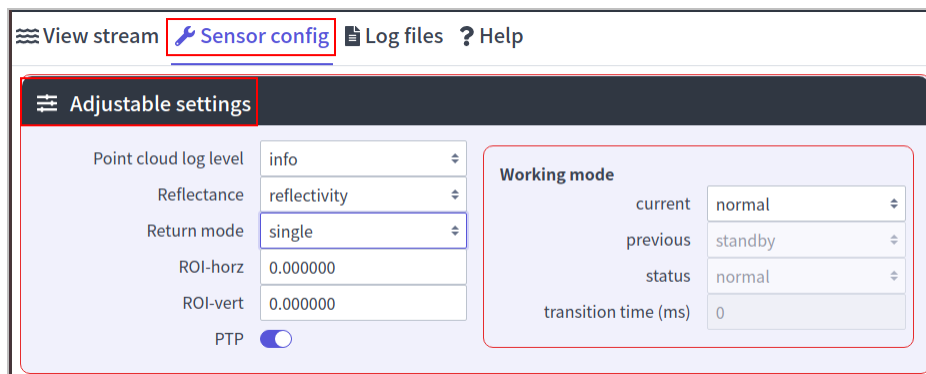 View stream Sensor config Log files ? Help
Adjustable settings
Point cloud log level info
Reflectance reflectivity
Return mode single
ROI-horz 0.000000
ROI-vert 0.000000
PTP
Working mode
current normal
previous standby
status normal
transition time (ms) 0